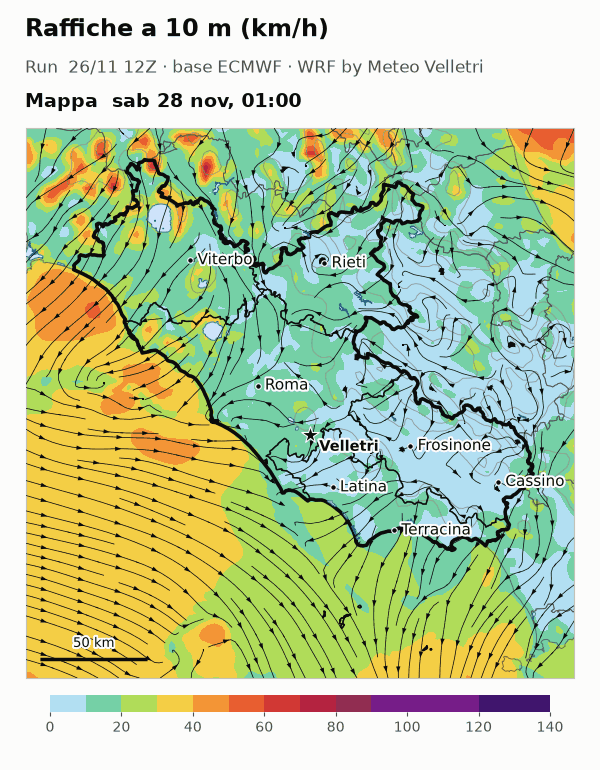 Raffiche a 10 m (km/h)
Run  26/11 12Z · base ECMWF · WRF by Meteo Velletri
Mappa  sab 28 nov, 01:00
Viterbo
Rieti
Roma
Velletri
Frosinone
Latina
Cassino
Terracina
50 km
0 20 40 60 80 100 120 140